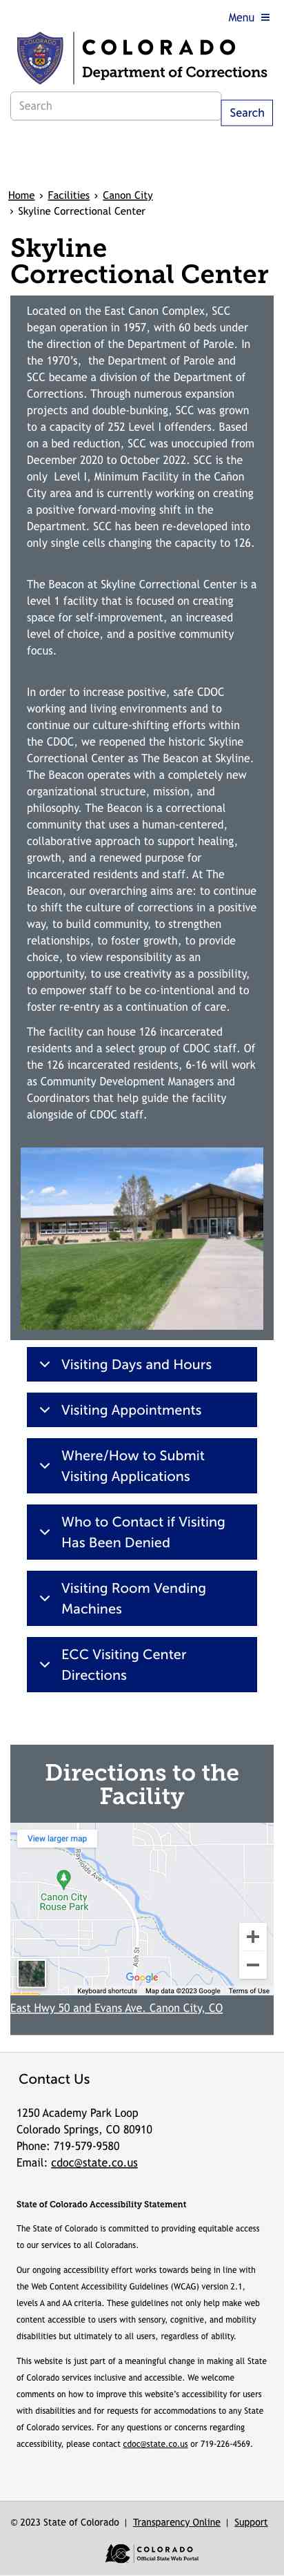 Menu ≡
COLORADO
Department of Corrections
Search
Search
Home › Facilities › Canon City
› Skyline Correctional Center
Skyline
Correctional Center
Located on the East Canon Complex, SCC
began operation in 1957, with 60 beds under
the direction of the Department of Parole. In
the 1970's,  the Department of Parole and
SCC became a division of the Department of
Corrections. Through numerous expansion
projects and double-bunking, SCC was grown
to a capacity of 252 Level I offenders. Based
on a bed reduction, SCC was unoccupied from
December 2020 to October 2022. SCC is the
only  Level I, Minimum Facility in the Cañon
City area and is currently working on creating
a positive forward-moving shift in the
Department. SCC has been re-developed into
only single cells changing the capacity to 126.
The Beacon at Skyline Correctional Center is a
level 1 facility that is focused on creating
space for self-improvement, an increased
level of choice, and a positive community
focus.
In order to increase positive, safe CDOC
working and living environments and to
continue our culture-shifting efforts within
the CDOC, we reopened the historic Skyline
Correctional Center as The Beacon at Skyline.
The Beacon operates with a completely new
organizational structure, mission, and
philosophy. The Beacon is a correctional
community that uses a human-centered,
collaborative approach to support healing,
growth, and a renewed purpose for
incarcerated residents and staff. At The
Beacon, our overarching aims are: to continue
to shift the culture of corrections in a positive
way, to build community, to strengthen
relationships, to foster growth, to provide
choice, to view responsibility as an
opportunity, to use creativity as a possibility,
to empower staff to be co-intentional and to
foster re-entry as a continuation of care.
The facility can house 126 incarcerated
residents and a select group of CDOC staff. Of
the 126 incarcerated residents, 6-16 will work
as Community Development Managers and
Coordinators that help guide the facility
alongside of CDOC staff.
Visiting Days and Hours
Visiting Appointments
Where/How to Submit
Visiting Applications
Who to Contact if Visiting
Has Been Denied
Visiting Room Vending
Machines
ECC Visiting Center
Directions
Directions to the
Facility
View larger map
Reynolds Ave
Canon City
Rouse Park
Ash St
Google
Keyboard shortcuts Map data ©2023 Google Terms of Use
East Hwy 50 and Evans Ave. Canon City, CO
Contact Us
1250 Academy Park Loop
Colorado Springs, CO 80910
Phone: 719-579-9580
Email: cdoc@state.co.us
State of Colorado Accessibility Statement
The State of Colorado is committed to providing equitable access
to our services to all Coloradans.
Our ongoing accessibility effort works towards being in line with
the Web Content Accessibility Guidelines (WCAG) version 2.1,
levels A and AA criteria. These guidelines not only help make web
content accessible to users with sensory, cognitive, and mobility
disabilities but ultimately to all users, regardless of ability.
This website is just part of a meaningful change in making all State
of Colorado services inclusive and accessible. We welcome
comments on how to improve this website's accessibility for users
with disabilities and for requests for accommodations to any State
of Colorado services. For any questions or concerns regarding
accessibility, please contact cdoc@state.co.us or 719-226-4569.
© 2023 State of Colorado | Transparency Online | Support
COLORADO
Official State Web Portal